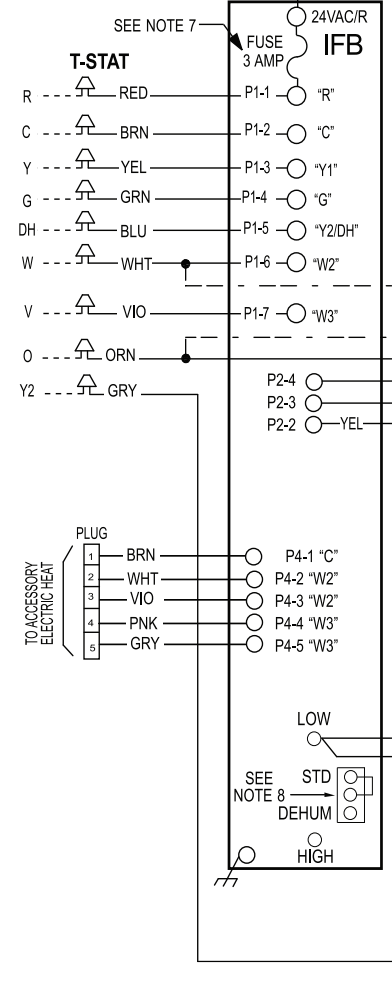 24VAC/R
SEE NOTE 7
FUSE
3 AMP
IFB
T-STAT
R RED P1-1 "R"
C BRN P1-2 "C"
Y YEL P1-3 "Y1"
G GRN P1-4 "G"
DH BLU P1-5 "Y2/DH"
W WHT P1-6 "W2"
V VIO P1-7 "W3"
O ORN
Y2 GRY
P2-4
P2-3
P2-2 YEL
PLUG
TO ACCESSORY
ELECTRIC HEAT
1 BRN P4-1 "C"
2 WHT P4-2 "W2"
3 VIO P4-3 "W2"
4 PNK P4-4 "W3"
5 GRY P4-5 "W3"
LOW
SEE
NOTE 8
STD
DEHUM
HIGH